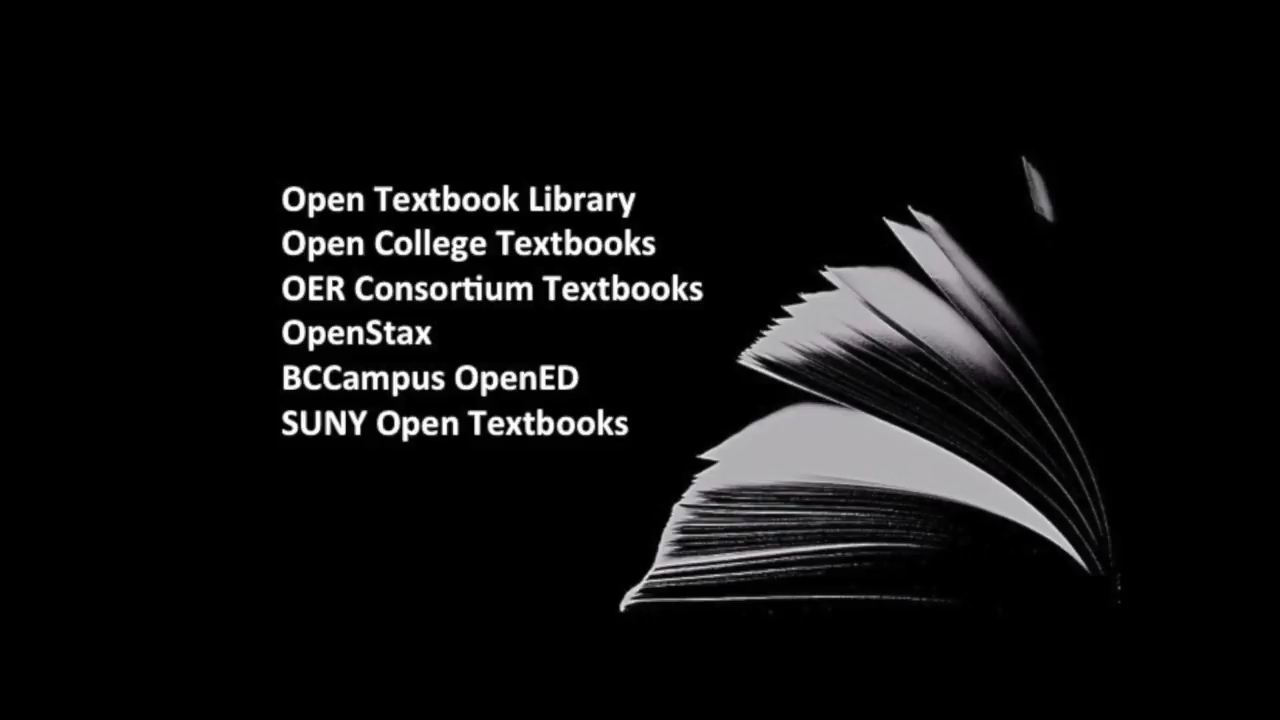 Open Textbook Library
Open College Textbooks
OER Consortium Textbooks
OpenStax
BCCampus OpenED
SUNY Open Textbooks